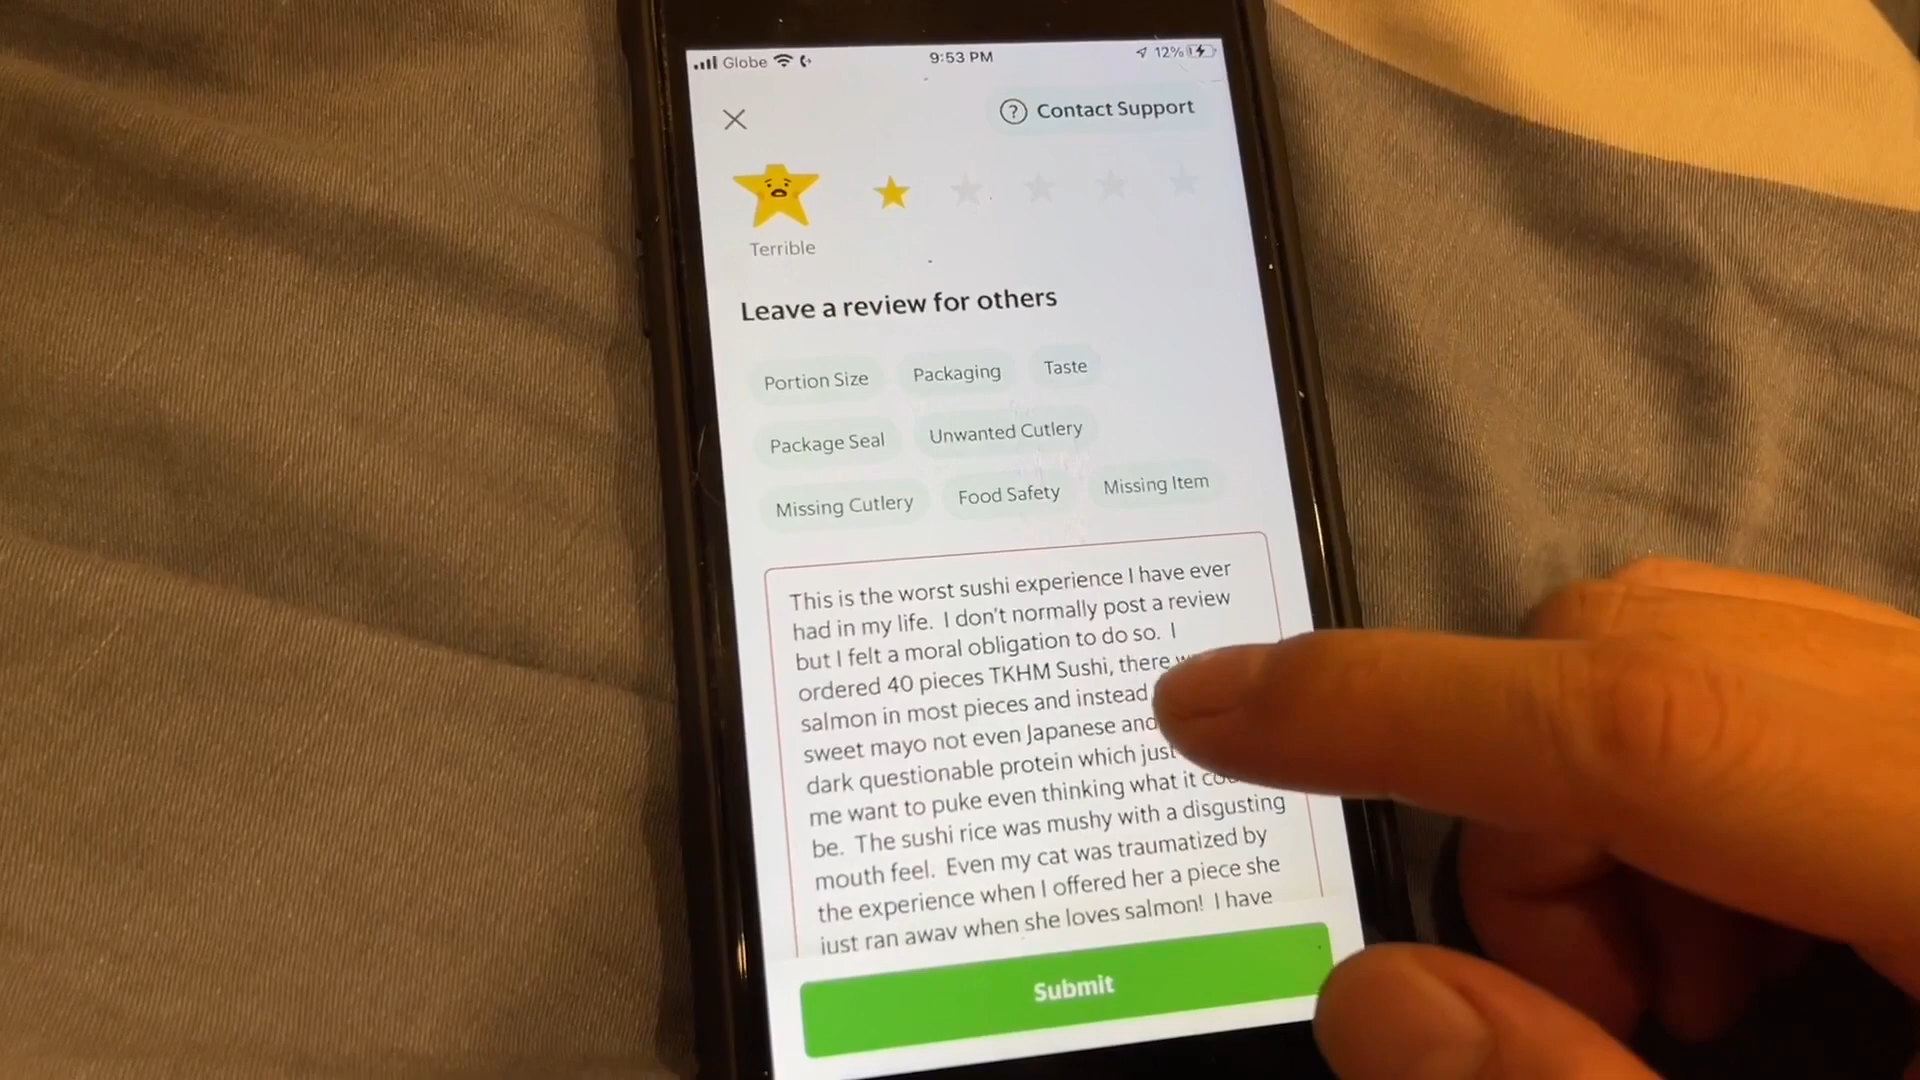 Globe
9:53 PM
12%
? Contact Support
Terrible
Leave a review for others
Portion Size
Packaging
Taste
Package Seal
Unwanted Cutlery
Missing Cutlery
Food Safety
Missing Item
This is the worst sushi experience I have ever
had in my life. I don't normally post a review
but I felt a moral obligation to do so. I
ordered 40 pieces TKHM Sushi, there
salmon in most pieces and instead
sweet mayo not even Japanese and
dark questionable protein which just
me want to puke even thinking what it
be. The sushi rice was mushy with a disgusting
mouth feel. Even my cat was traumatized by
the experience when I offered her a piece she
just ran away when she loves salmon! I have
Submit